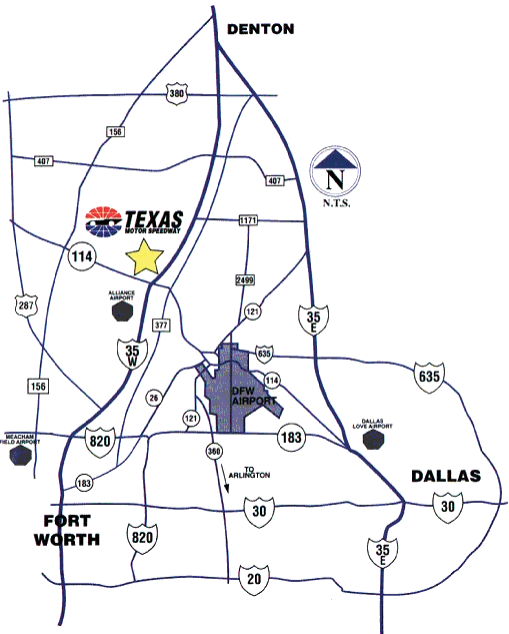 DENTON
380
156
407
407
N
N.T.S.
TEXAS
MOTOR SPEEDWAY
1171
114
2499
ALLIANCE
AIRPORT
287
121
377
35
E
35
W
635
635
156
114
26
DFW
AIRPORT
121
DALLAS
LOVE AIRPORT
MEACHAM
FIELD AIRPORT
820
183
360
TO
ARLINGTON
DALLAS
183
30
30
FORT
WORTH
820
35
E
20